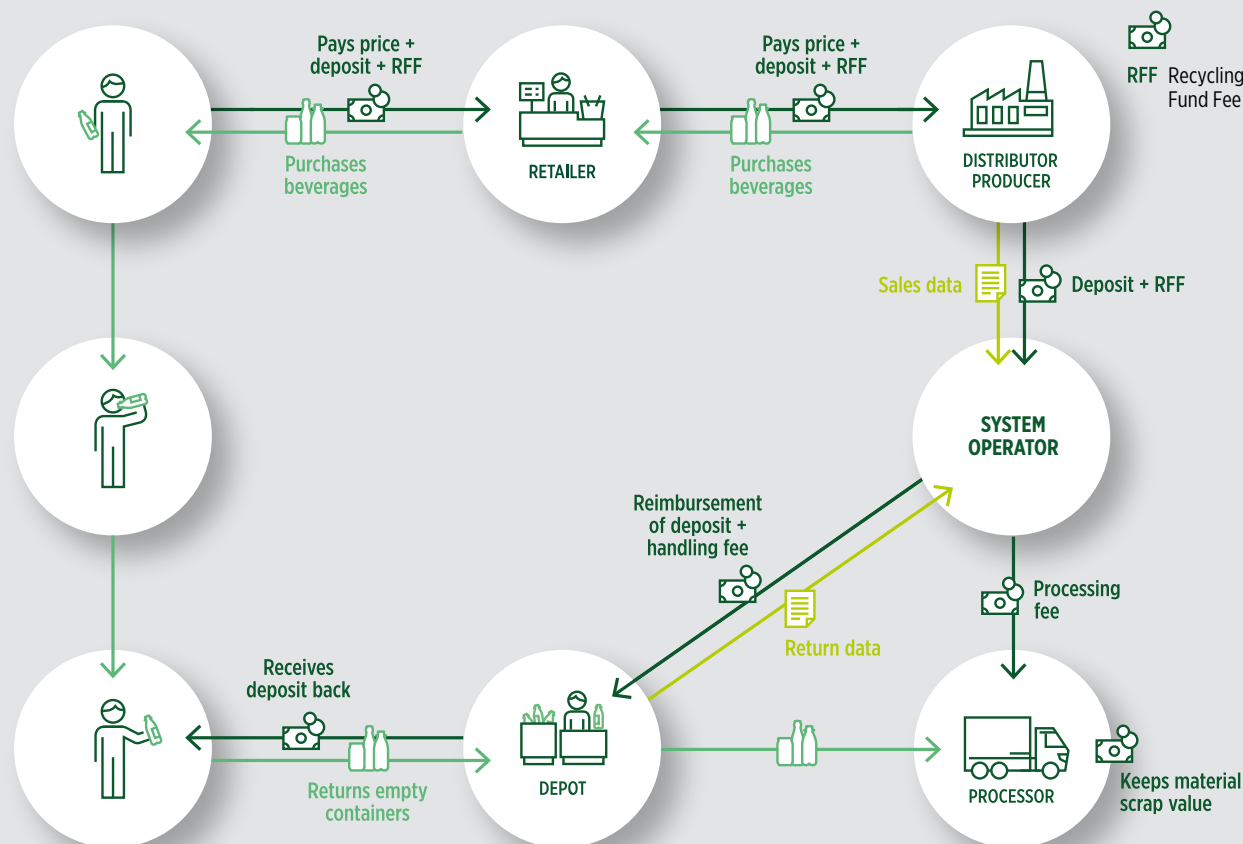 Pays price +
deposit + RFF
Pays price +
deposit + RFF
RFF Recycling
Fund Fee
Purchases
beverages
RETAILER
Purchases
beverages
DISTRIBUTOR
PRODUCER
Sales data
Deposit + RFF
SYSTEM
OPERATOR
Reimbursement
of deposit +
handling fee
Processing
fee
Return data
Receives
deposit back
Returns empty
containers
DEPOT
PROCESSOR
Keeps material
scrap value